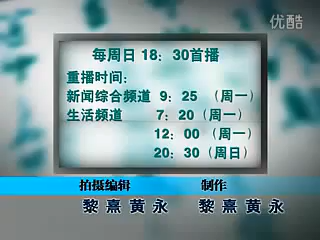 优酷
每周日 18：30首播
重播时间：
新闻综合频道 9：25 （周一）
生活频道 7：20（周一）
12：00 （周一）
20：30（周日）
拍摄编辑 制作
黎熹黄永 黎熹黄永